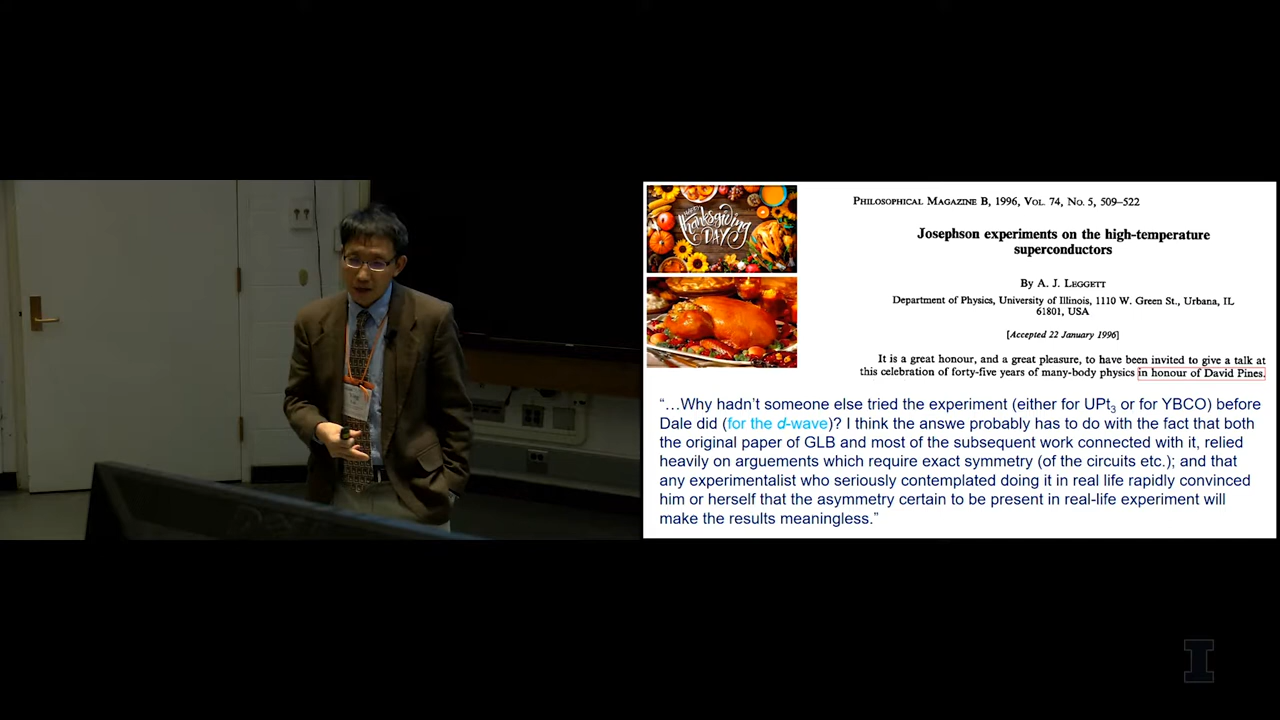 HAPPY
Thanksgiving
DAY
PHILOSOPHICAL MAGAZINE B, 1996, VOL. 74, NO. 5, 509–522
Josephson experiments on the high-temperature
superconductors
By A. J. LEGGETT
Department of Physics, University of Illinois, 1110 W. Green St., Urbana, IL
61801, USA
[Accepted 22 January 1996]
It is a great honour, and a great pleasure, to have been invited to give a talk at
this celebration of forty-five years of many-body physics in honour of David Pines.
“…Why hadn’t someone else tried the experiment (either for UPt3 or for YBCO) before
Dale did (for the d-wave)? I think the answe probably has to do with the fact that both
the original paper of GLB and most of the subsequent work connected with it, relied
heavily on arguements which require exact symmetry (of the circuits etc.); and that
any experimentalist who seriously contemplated doing it in real life rapidly convinced
him or herself that the asymmetry certain to be present in real-life experiment will
make the results meaningless.”
I